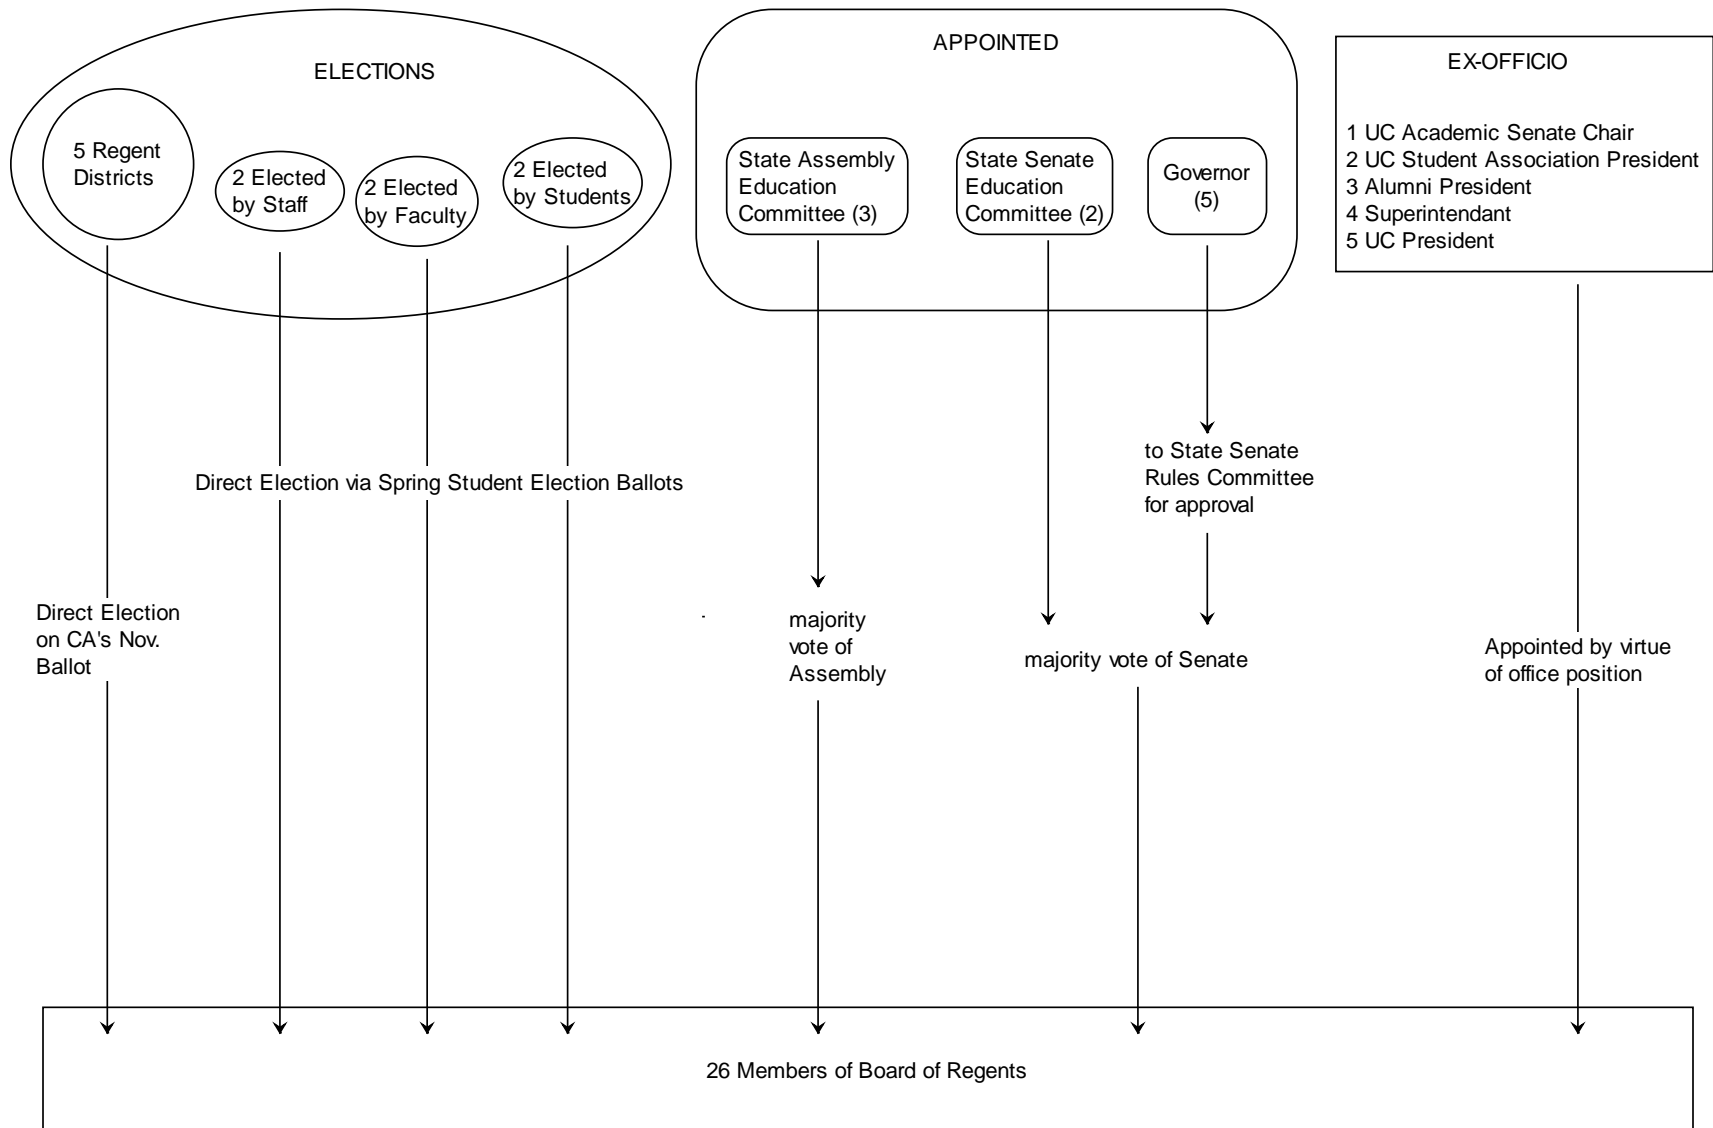 ELECTIONS
5 Regent
Districts
2 Elected
by Staff
2 Elected
by Faculty
2 Elected
by Students
APPOINTED
State Assembly
Education
Committee (3)
State Senate
Education
Committee (2)
Governor
(5)
EX-OFFICIO
1 UC Academic Senate Chair
2 UC Student Association President
3 Alumni President
4 Superintendant
5 UC President
to State Senate
Rules Committee
for approval
Direct Election via Spring Student Election Ballots
Direct Election
on CA's Nov.
Ballot
majority
vote of
Assembly
majority vote of Senate
Appointed by virtue
of office position
26 Members of Board of Regents